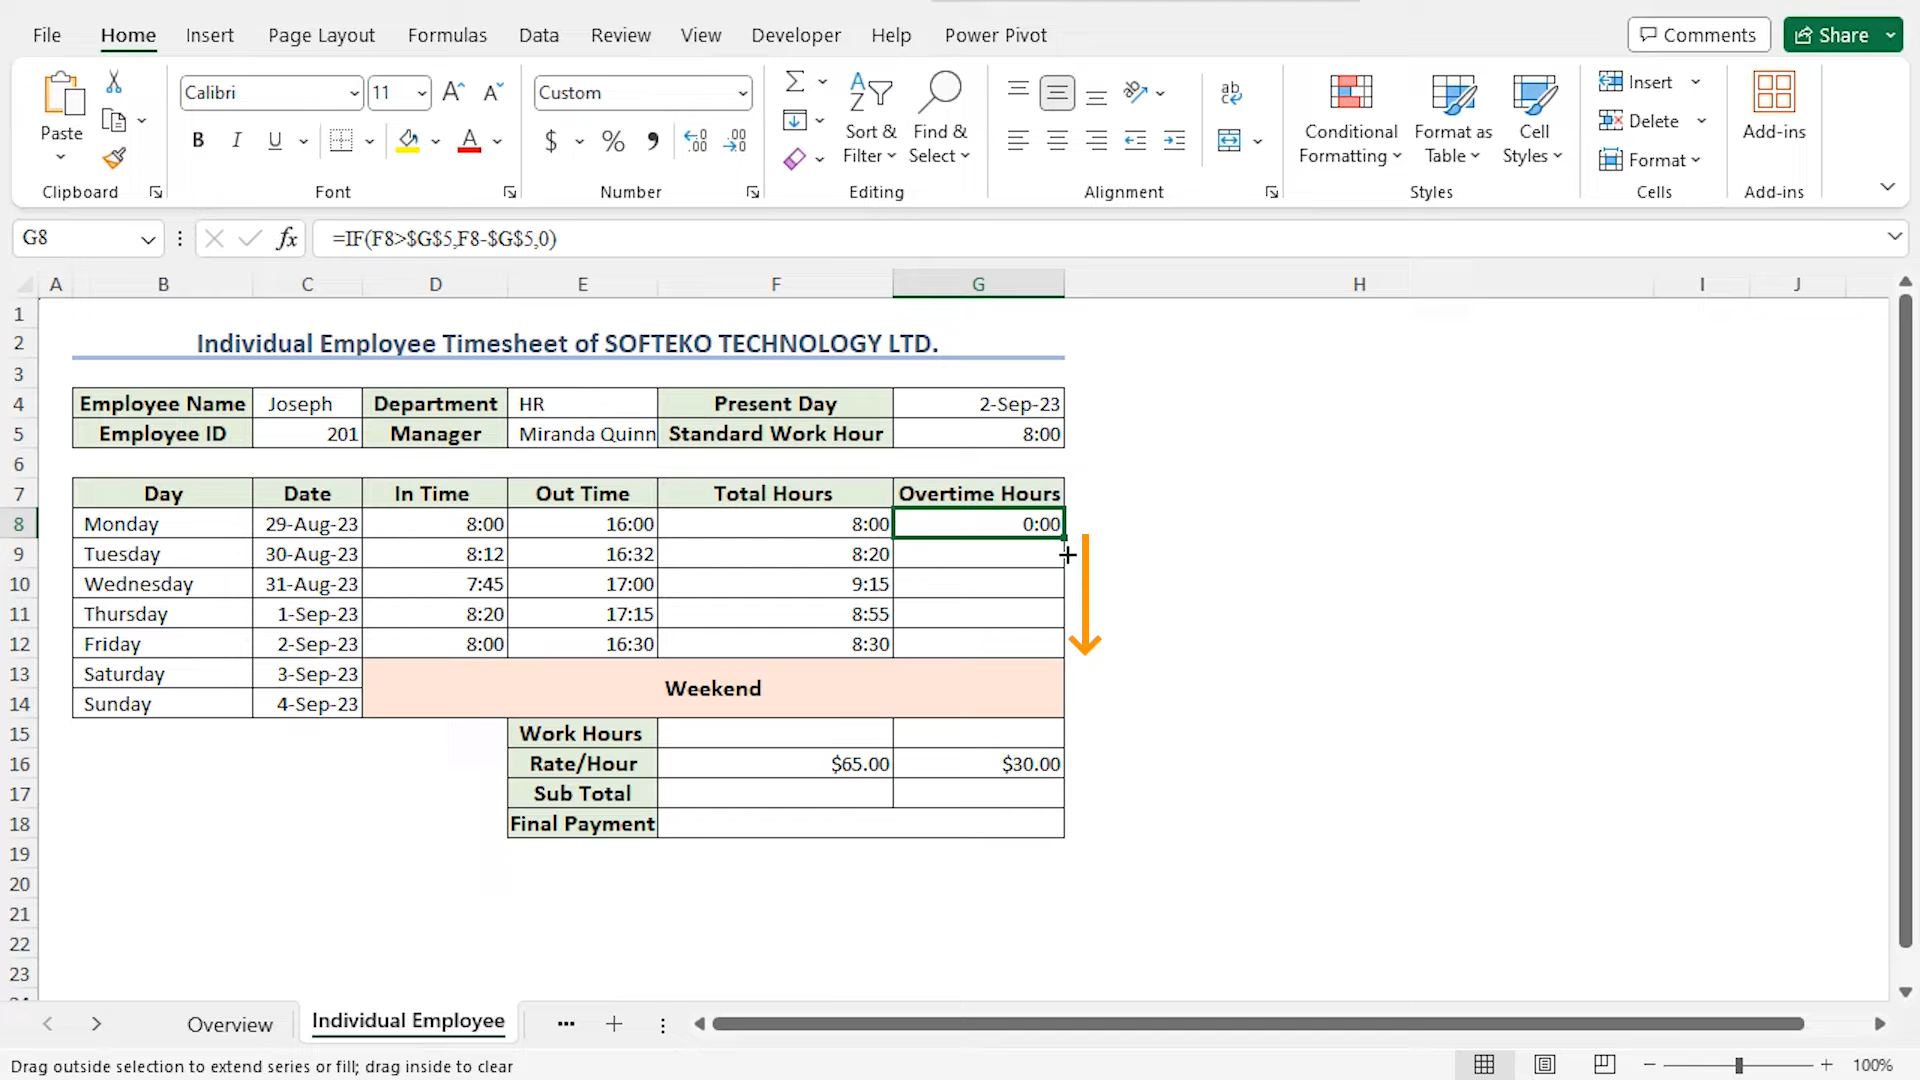 File Home Insert Page Layout Formulas Data Review View Developer Help Power Pivot Comments Share
Calibri 11 Custom Insert
Paste Sort & Find & Conditional Format as Cell Delete Add-ins
B I U A $ % Filter Select Formatting Table Styles Format
Clipboard Font Number Editing Alignment Styles Cells Add-ins
G8 fx =IF(F8>$G$5,F8-$G$5,0)
A B C D E F G H I J
1
2 Individual Employee Timesheet of SOFTEKO TECHNOLOGY LTD.
3
4 Employee Name Joseph Department HR Present Day 2-Sep-23
5 Employee ID 201 Manager Miranda Quinn Standard Work Hour 8:00
6
7 Day Date In Time Out Time Total Hours Overtime Hours
8 Monday 29-Aug-23 8:00 16:00 8:00 0:00
9 Tuesday 30-Aug-23 8:12 16:32 8:20
10 Wednesday 31-Aug-23 7:45 17:00 9:15
11 Thursday 1-Sep-23 8:20 17:15 8:55
12 Friday 2-Sep-23 8:00 16:30 8:30
13 Saturday 3-Sep-23 Weekend
14 Sunday 4-Sep-23
15 Work Hours
16 Rate/Hour $65.00 $30.00
17 Sub Total
18 Final Payment
19
20
21
22
23
Overview Individual Employee
Drag outside selection to extend series or fill; drag inside to clear 100%